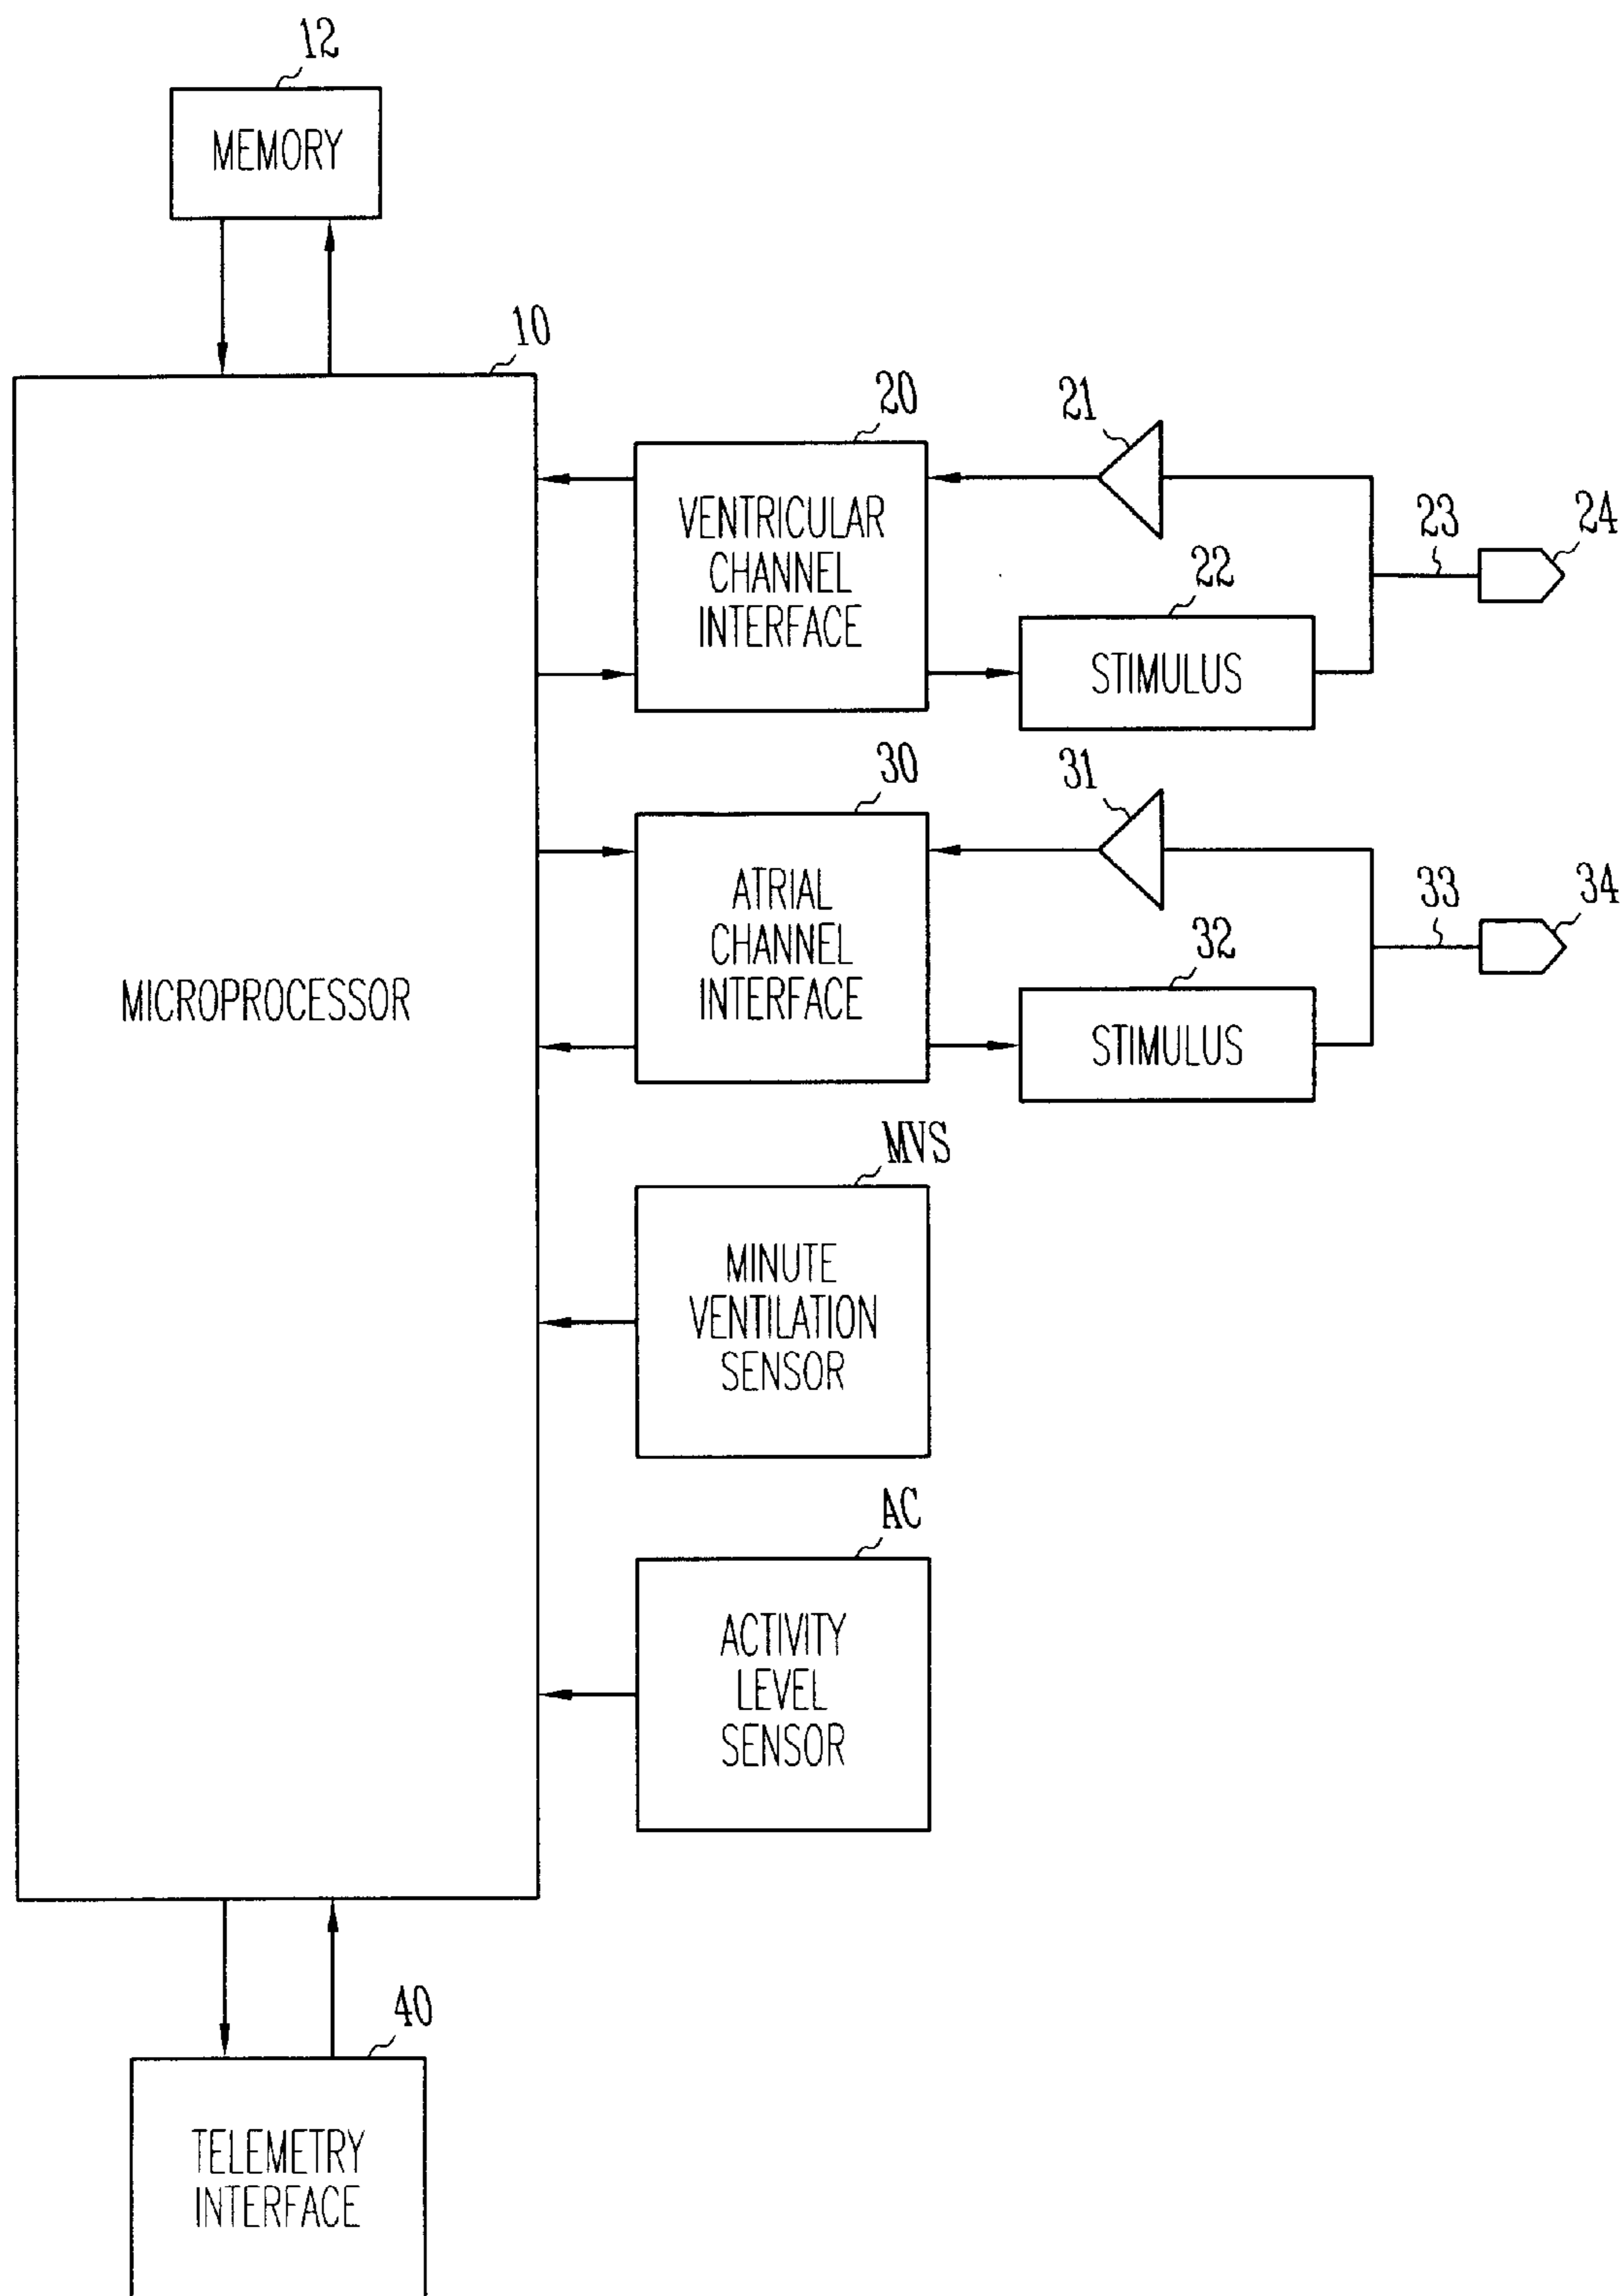 12
MEMORY
10
20
21
VENTRICULAR
CHANNEL
INTERFACE
23
24
22
STIMULUS
30
31
ATRIAL
CHANNEL
INTERFACE
33
34
32
STIMULUS
MICROPROCESSOR
MVS
MINUTE
VENTILATION
SENSOR
AC
ACTIVITY
LEVEL
SENSOR
40
TELEMETRY
INTERFACE